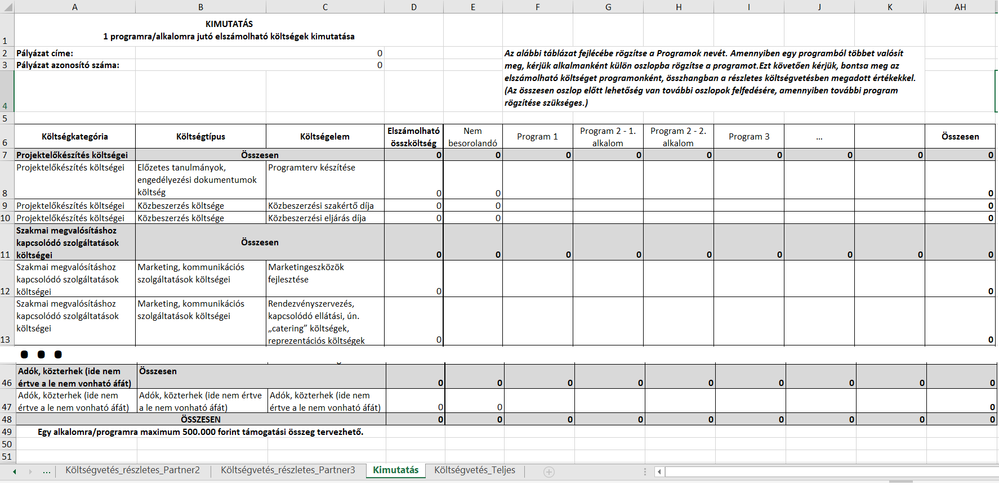 A B C D E F G H I J K AH
1 KIMUTATÁS
1 programra/alkalomra jutó elszámolható költségek kimutatása
2 Pályázat címe: 0
3 Pályázat azonosító száma: 0
4
Az alábbi táblázat fejlécébe rögzítse a Programok nevét. Amennyiben egy programból többet valósít
meg, kérjük alkalmanként külön oszlopba rögzítse a programot.Ezt követően kérjük, bontsa meg az
elszámolható költséget programonként, összhangban a részletes költségvetésben megadott értékekkel.
(Az összesen oszlop előtt lehetőség van további oszlopok felfedésére, amennyiben további program
rögzítése szükséges.)
5
6 Költségkategória Költségtípus Költségelem
Elszámolható
összköltség
Nem
besorolandó
Program 1
Program 2 - 1.
alkalom
Program 2 - 2.
alkalom
Program 3
...
Összesen
7 Projektelőkészítés költségei Összesen 0 0 0 0 0 0 0 0 0
8 Projektelőkészítés költségei
Előzetes tanulmányok,
engedélyezési dokumentumok
költség
Programterv készítése
0 0 0
9 Projektelőkészítés költségei Közbeszerzés költsége Közbeszerzési szakértő díja 0 0 0
10 Projektelőkészítés költségei Közbeszerzés költsége Közbeszerzési eljárás díja 0 0 0
11 Szakmai megvalósításhoz
kapcsolódó szolgáltatások
költségei
Összesen
0 0 0 0 0 0 0 0 0
12 Szakmai megvalósításhoz
kapcsolódó szolgáltatások
költségei
Marketing, kommunikációs
szolgáltatások költségei
Marketingeszközök
fejlesztése
0 0
13 Szakmai megvalósításhoz
kapcsolódó szolgáltatások
költségei
Marketing, kommunikációs
szolgáltatások költségei
Rendezvényszervezés,
kapcsolódó ellátási, ún.
„catering” költségek,
reprezentációs költségek
0 0
46 Adók, közterhek (ide nem
értve a le nem vonható áfát)
Összesen
0 0 0 0 0 0 0 0 0
47 Adók, közterhek (ide nem
értve a le nem vonható áfát)
Adók, közterhek (ide nem értve
a le nem vonható áfát)
Adók, közterhek (ide nem
értve a le nem vonható áfát)
0 0 0
48 ÖSSZESEN 0 0 0 0 0 0 0 0 0
49 Egy alkalomra/programra maximum 500.000 forint támogatási összeg tervezhető.
50
51
... Költségvetés_részletes_Partner2 Költségvetés_részletes_Partner3 Kimutatás Költségvetés_Teljes